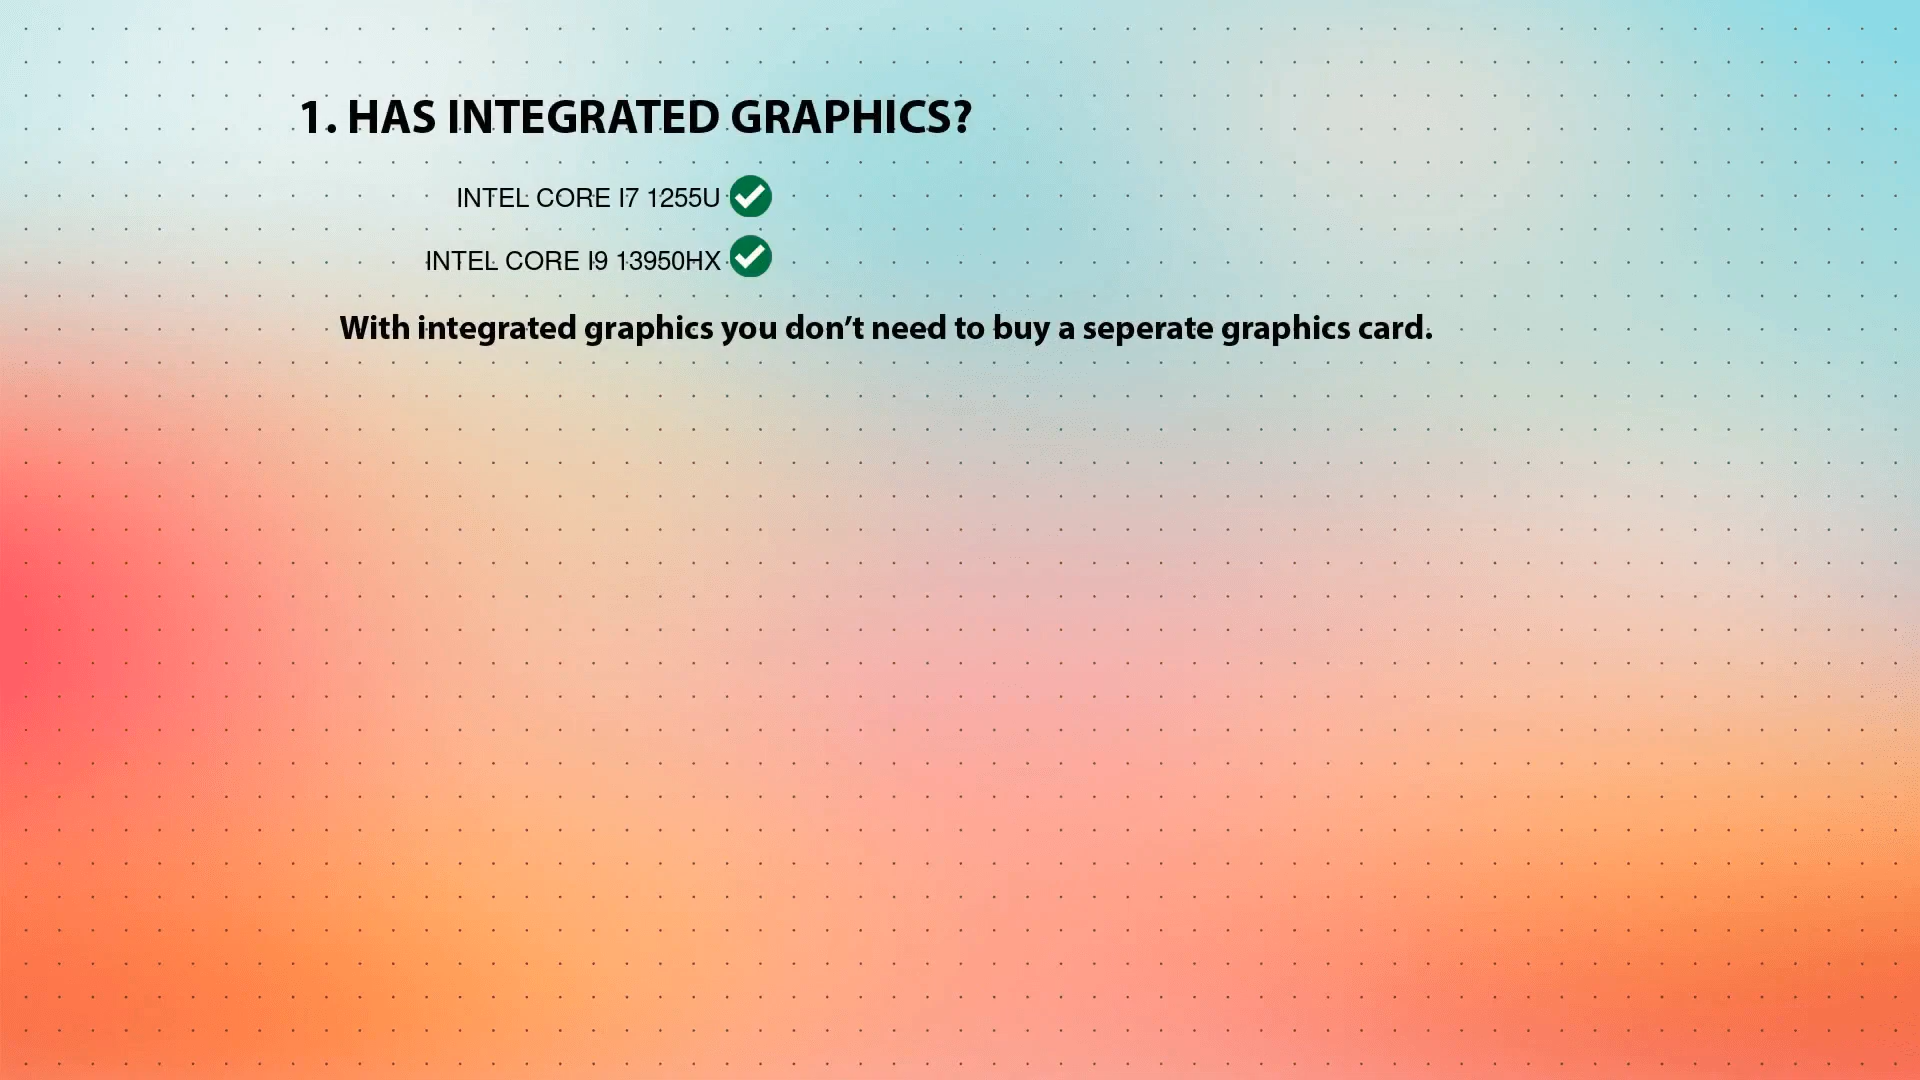 1. HAS INTEGRATED GRAPHICS?
INTEL CORE I7 1255U
INTEL CORE I9 13950HX
With integrated graphics you don’t need to buy a seperate graphics card.